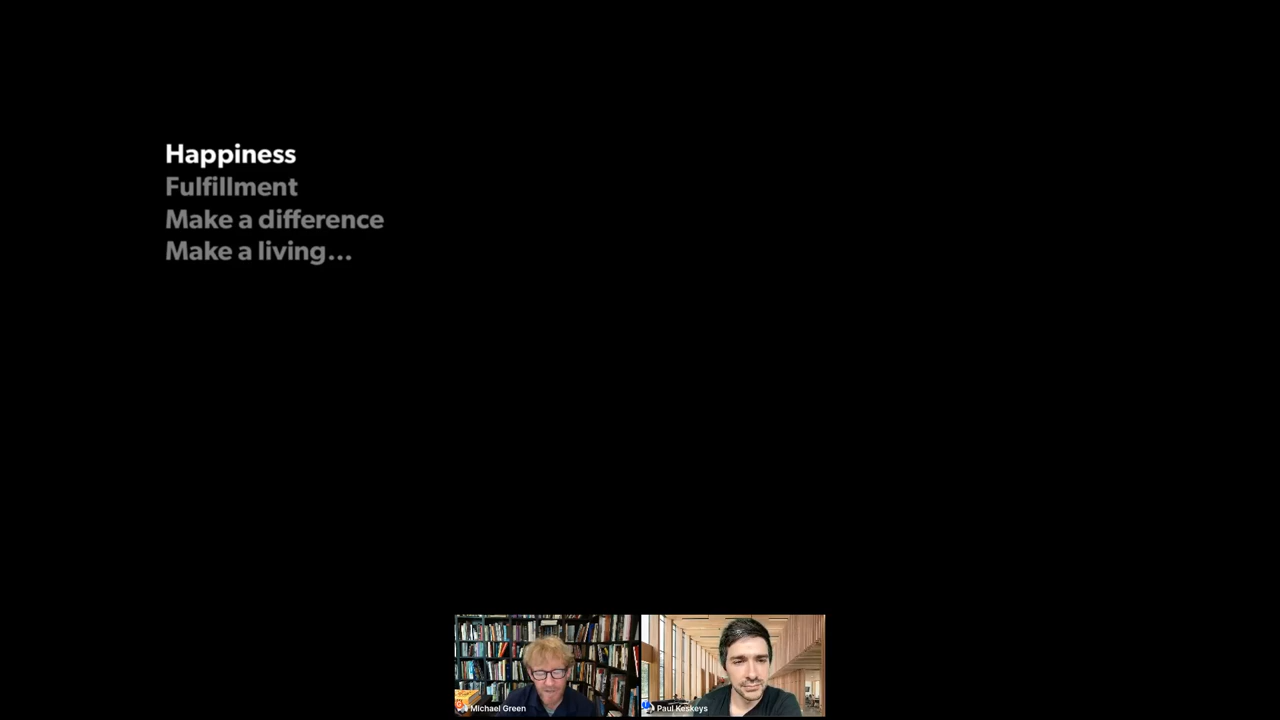 Happiness
Fulfillment
Make a difference
Make a living...
Michael Green
Paul Keskeys